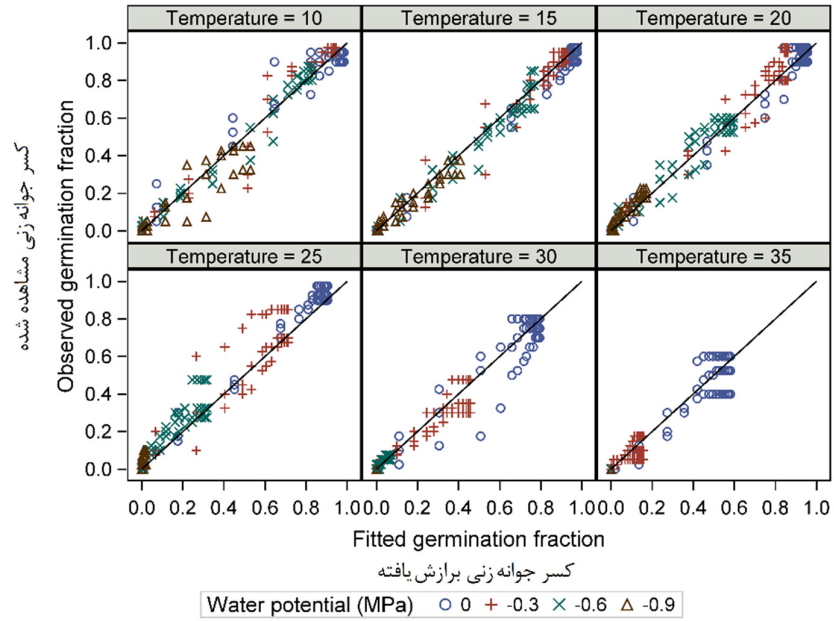 Temperature = 10 Temperature = 15 Temperature = 20
1.0
0.8
0.6
0.4
0.2
0.0
Temperature = 25 Temperature = 30 Temperature = 35
1.0
0.8
0.6
0.4
0.2
0.0
کسر جوانه زنی مشاهده شده
Observed germination fraction
0.0 0.2 0.4 0.6 0.8 1.0 0.0 0.2 0.4 0.6 0.8 1.0 0.0 0.2 0.4 0.6 0.8 1.0
Fitted germination fraction
کسر جوانه زنی برازش یافته
Water potential (MPa) 0 -0.3 -0.6 -0.9